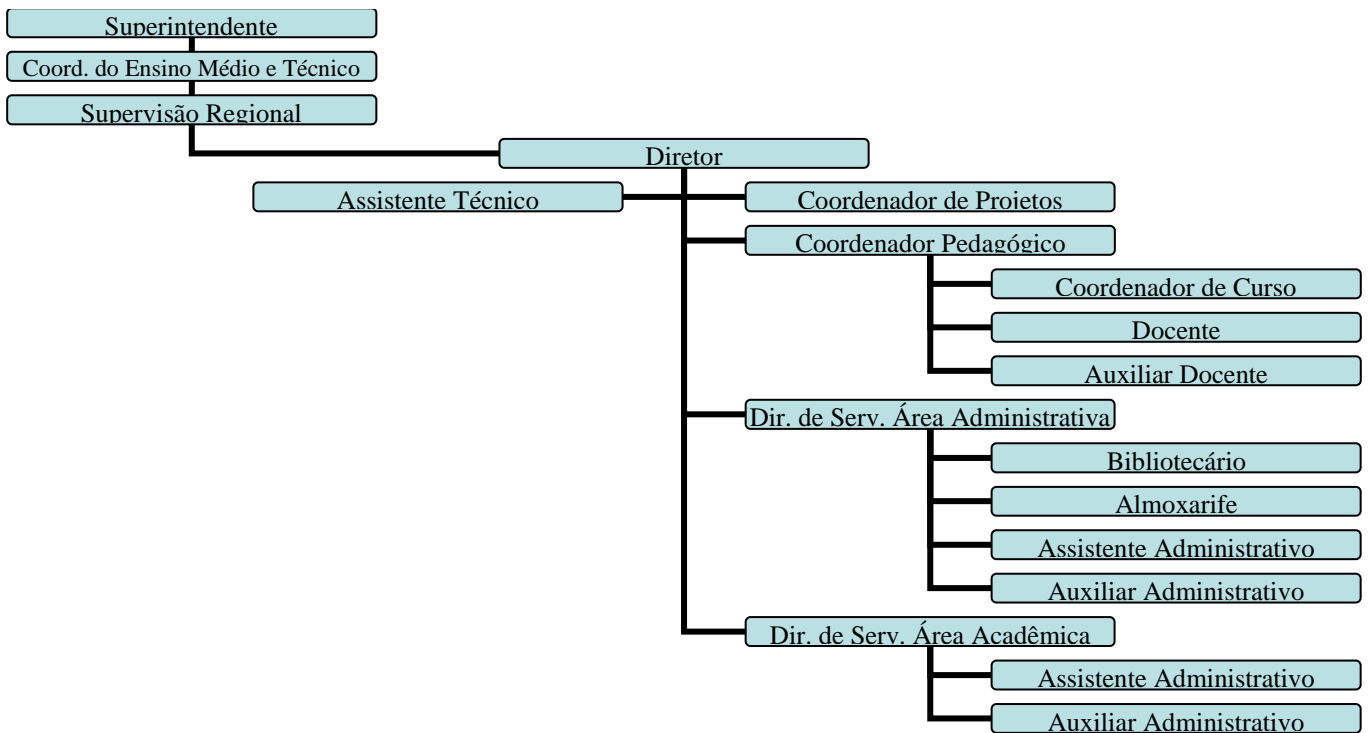 Superintendente
Coord. do Ensino Médio e Técnico
Supervisão Regional
Diretor
Assistente Técnico
Coordenador de Projetos
Coordenador Pedagógico
Coordenador de Curso
Docente
Auxiliar Docente
Dir. de Serv. Área Administrativa
Bibliotecário
Almoxarife
Assistente Administrativo
Auxiliar Administrativo
Dir. de Serv. Área Acadêmica
Assistente Administrativo
Auxiliar Administrativo